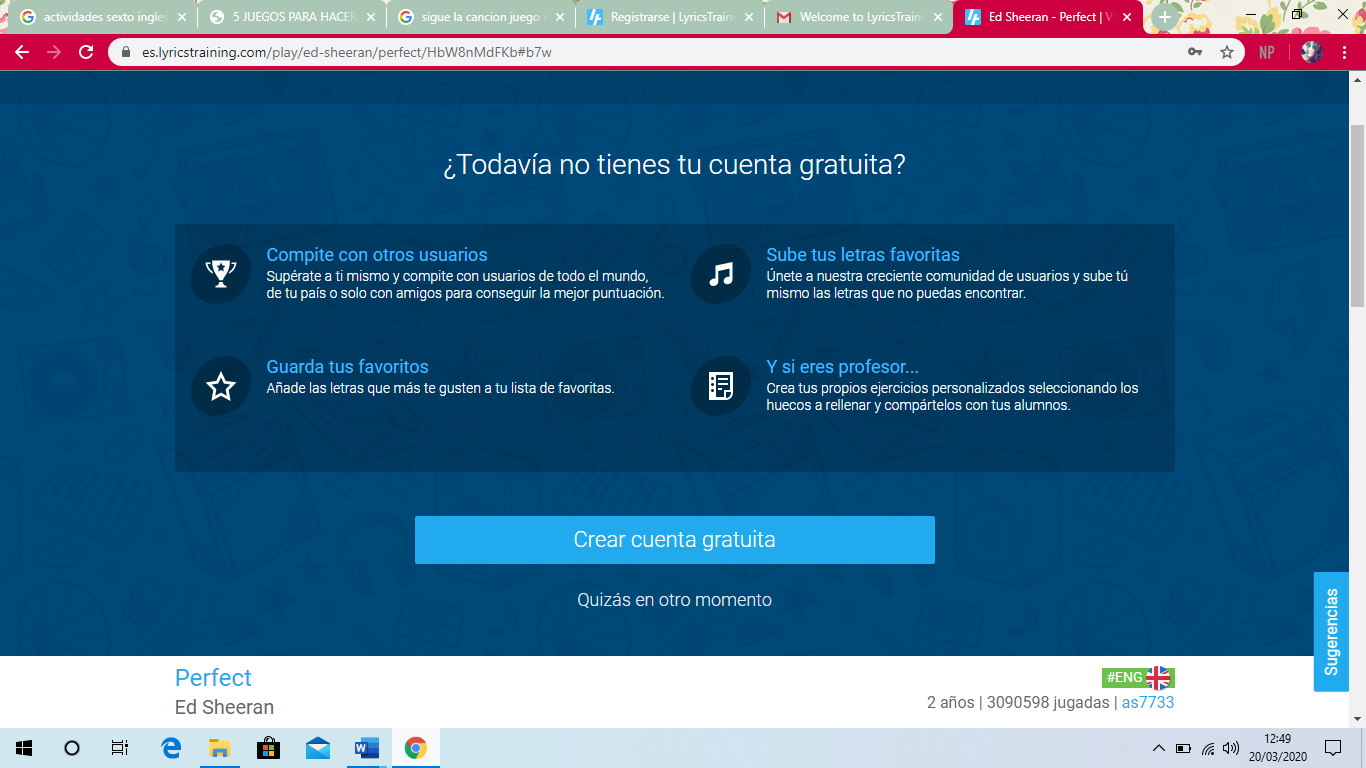 actividades sexto ingles
5 JUEGOS PARA HACER
sigue la cancion juego
Registrarse | LyricsTrain
Welcome to LyricsTraini
Ed Sheeran - Perfect | V
es.lyricstraining.com/play/ed-sheeran/perfect/HbW8nMdFKb#b7w
NP
¿Todavía no tienes tu cuenta gratuita?
Compite con otros usuarios
Supérate a ti mismo y compite con usuarios de todo el mundo,
de tu país o solo con amigos para conseguir la mejor puntuación.
Sube tus letras favoritas
Únete a nuestra creciente comunidad de usuarios y sube tú
mismo las letras que no puedas encontrar.
Guarda tus favoritos
Añade las letras que más te gusten a tu lista de favoritas.
Y si eres profesor...
Crea tus propios ejercicios personalizados seleccionando los
huecos a rellenar y compártelos con tus alumnos.
Crear cuenta gratuita
Quizás en otro momento
Sugerencias
Perfect
#ENG
Ed Sheeran
2 años | 3090598 jugadas | as7733
12:49
20/03/2020